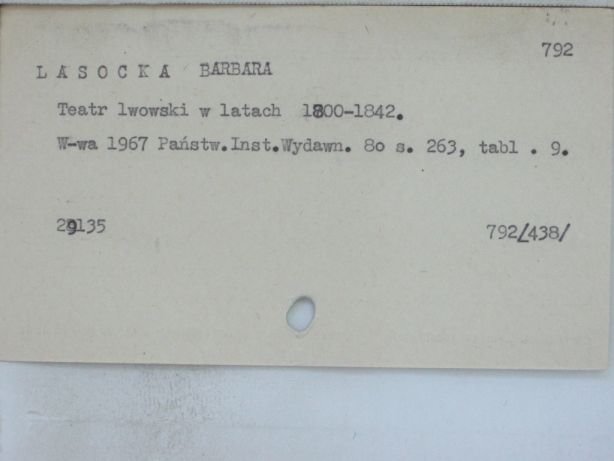 792
LASOCKA BARBARA
Teatr lwowski w latach 1800-1842.
W-wa 1967 Państw.Inst.Wydawn. 8o s. 263, tabl . 9.
29135 792/438/